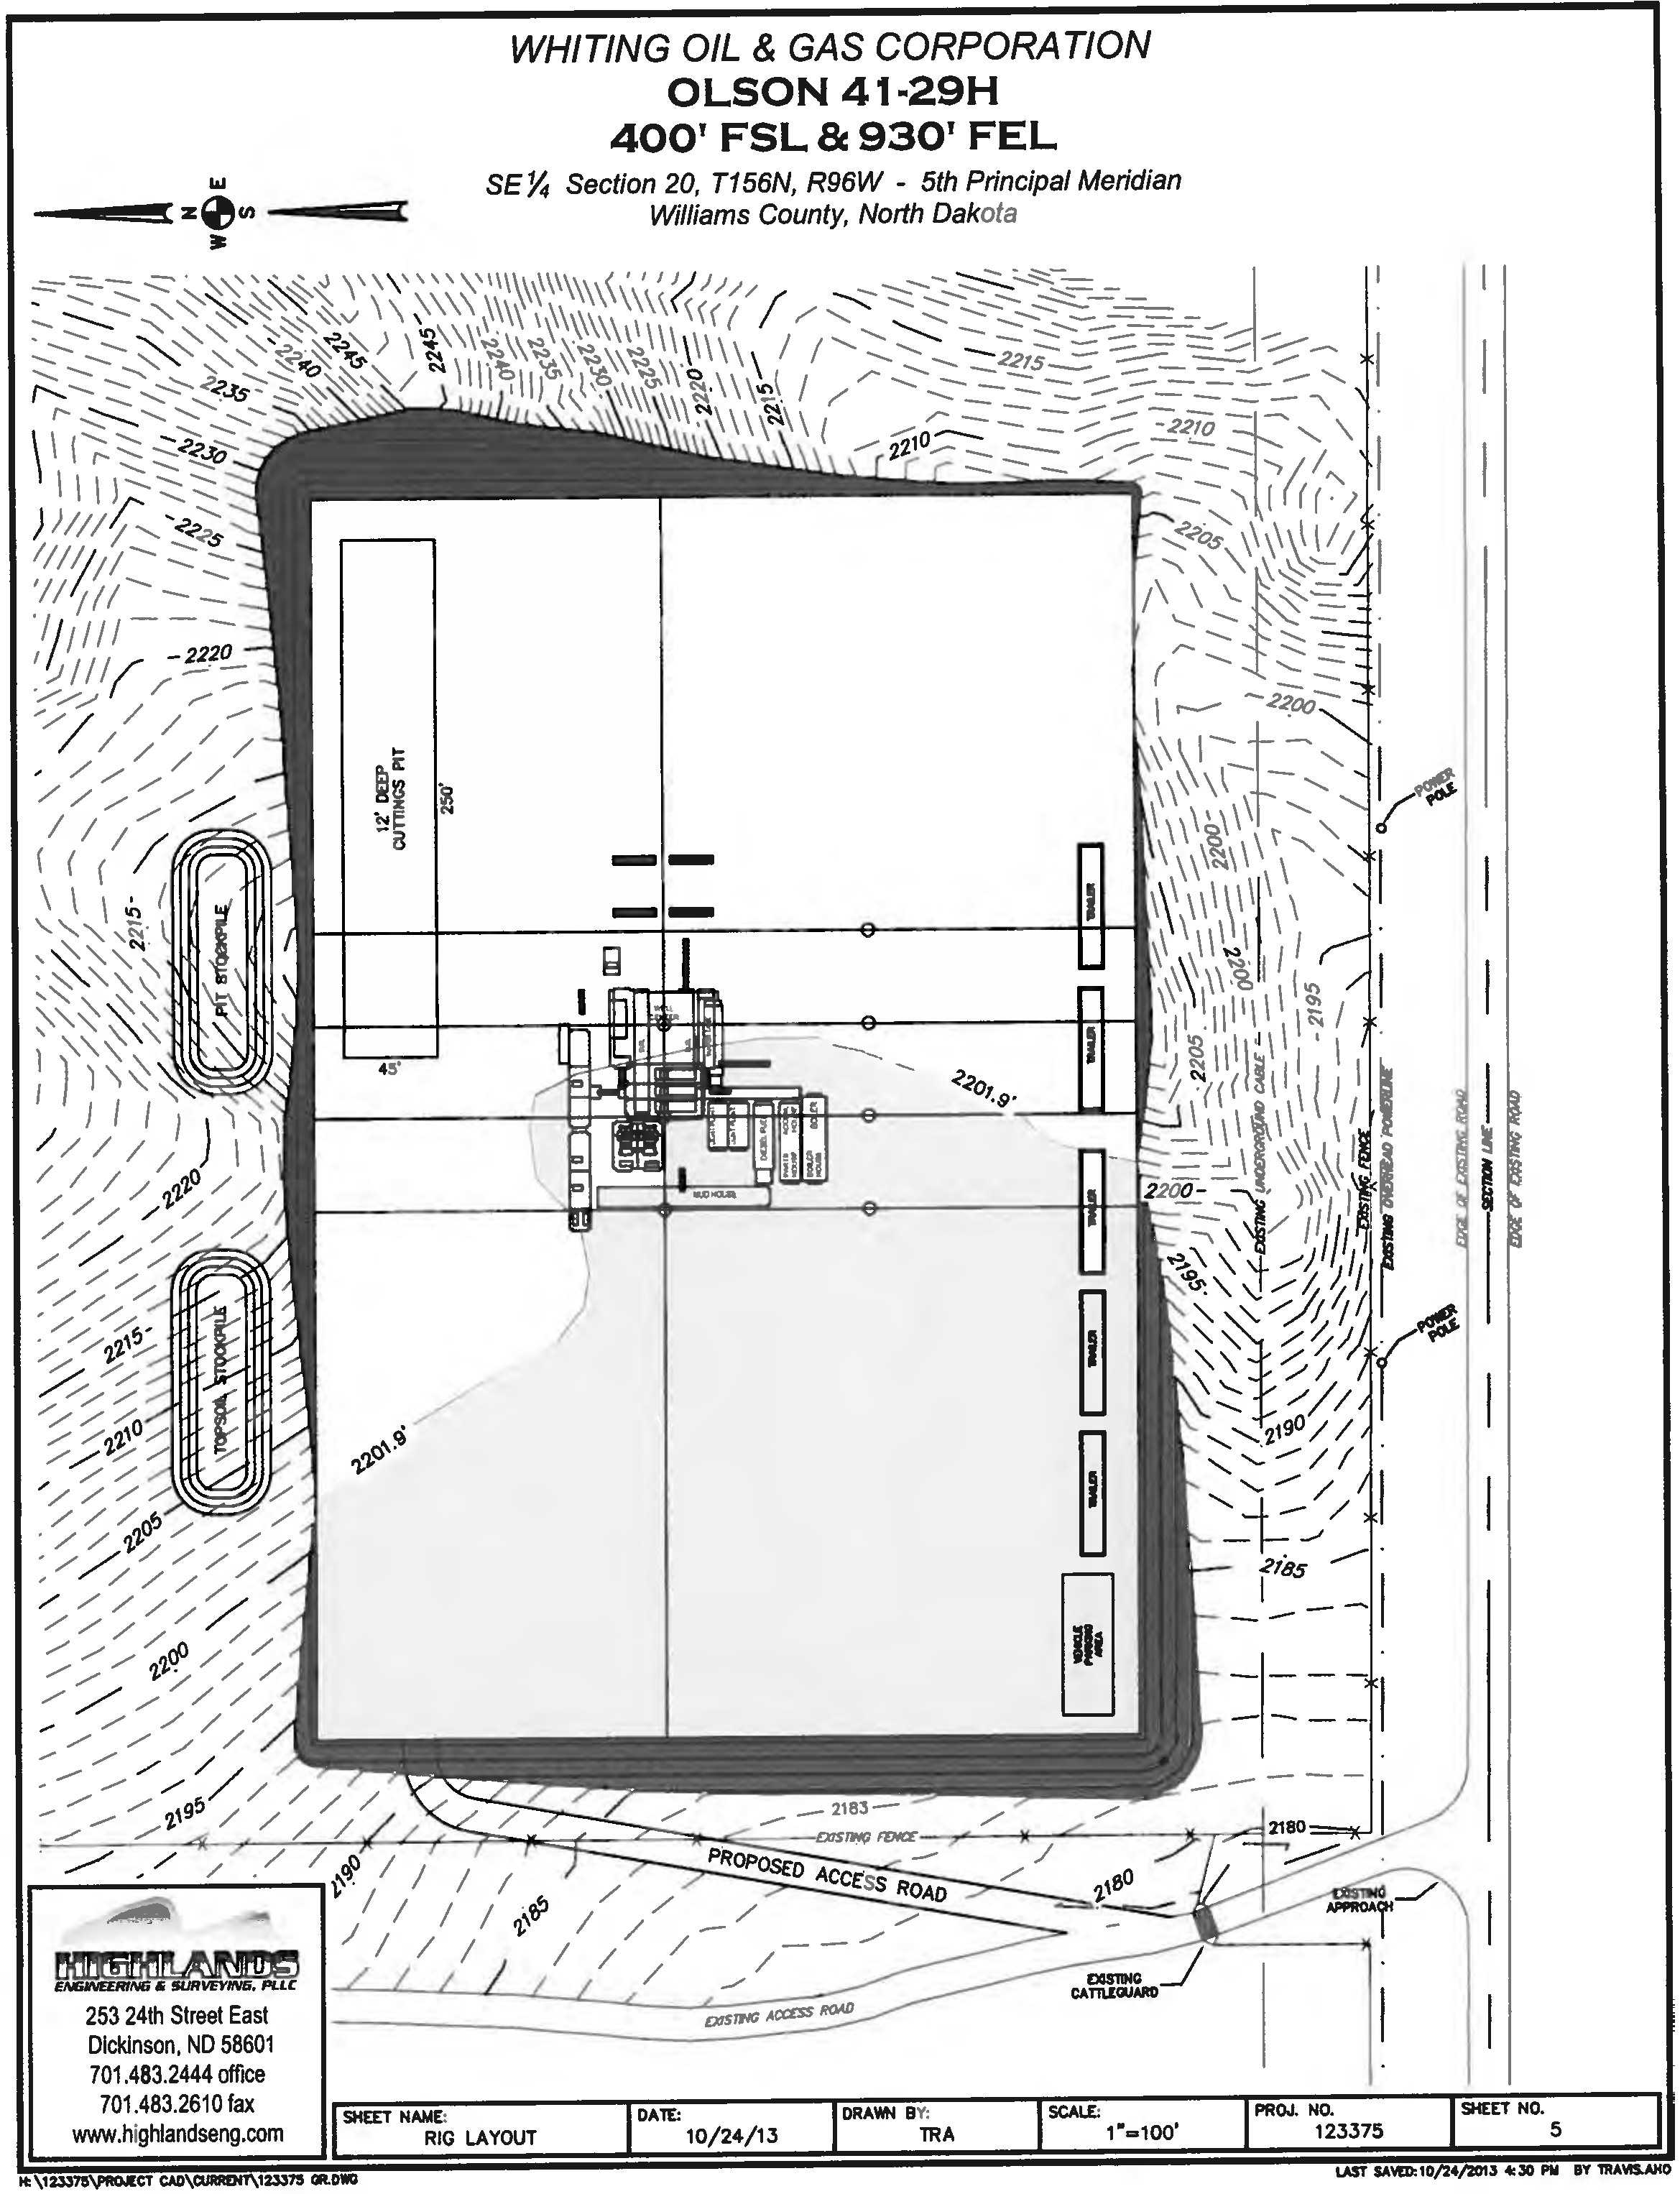 WHITING OIL & GAS CORPORATION
OLSON 41-29H
400' FSL & 930' FEL
SE 1/4 Section 20, T156N, R96W - 5th Principal Meridian
Williams County, North Dakota
N
E
S
W
2240
2245
2245
2240
2235
2230
2225
2220
2215
2215
2235
2230
2225
2220
2210
2210
2205
2200
12' DEEP
CUTTINGS PIT
250'
45'
POWER
POLE
2200
2200
2195
2205
2215
PIT STOCKPILE
TRAILER
TRAILER
TRAILER
TRAILER
TRAILER
2201.9'
MUD HOUSE
PARTS
HOUSE
BOILER
HOUSE
BOILER
DIESEL FUEL
EXISTING UNDERGROUND CABLE
EXISTING FENCE
EXISTING OVERHEAD POWERLINE
EDGE OF EXISTING ROAD
SECTION LINE
EDGE OF EXISTING ROAD
2220
2200
2195
POWER
POLE
2215
TOPSOIL STOCKPILE
2210
2201.9'
2190
2205
2185
2200
VEHICLE
PARKING
AREA
2195
2183
EXISTING FENCE
2180
PROPOSED ACCESS ROAD
2190
2185
2180
EXISTING
APPROACH
EXISTING
CATTLEGUARD
EXISTING ACCESS ROAD
HIGHLANDS
ENGINEERING & SURVEYING, PLLC
253 24th Street East
Dickinson, ND 58601
701.483.2444 office
701.483.2610 fax
www.highlandseng.com
SHEET NAME:
RIG LAYOUT
DATE:
10/24/13
DRAWN BY:
TRA
SCALE:
1"=100'
PROJ. NO.
123375
SHEET NO.
5
H:\123375\PROJECT CAD\CURRENT\123375 GR.DWG
LAST SAVED: 10/24/2013 4:30 PM BY TRAVIS.AHO